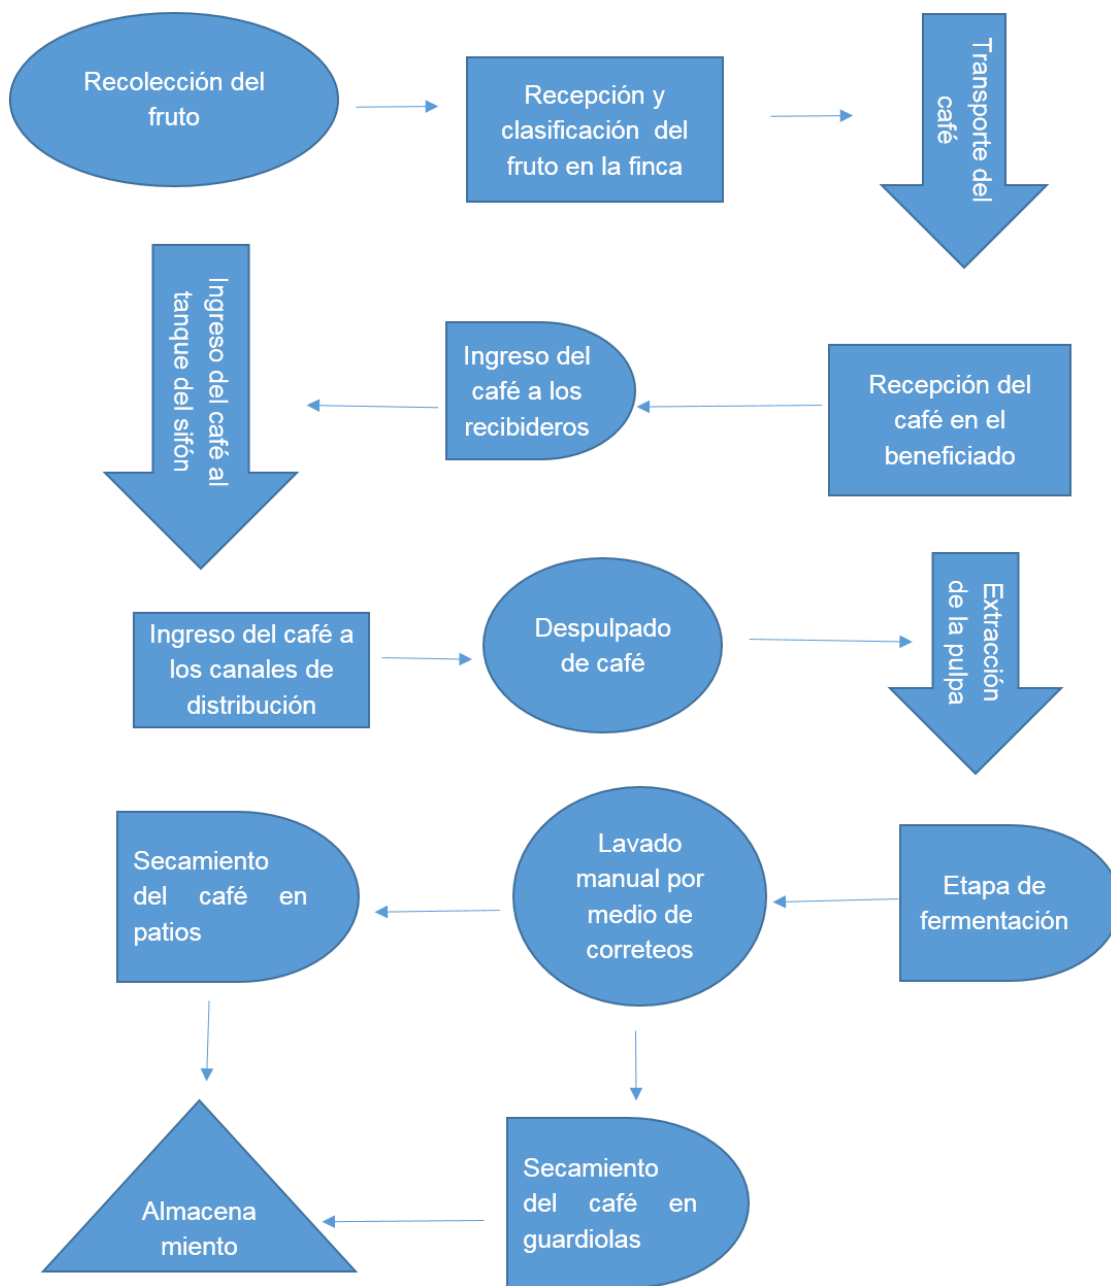 Recolección del
fruto
Recepción y
clasificación del
fruto en la finca
Transporte del
café
Recepción del
café en el
beneficiado
Ingreso del
café a los
recibideros
Ingreso del café al
tanque del sifón
Ingreso del café a
los canales de
distribución
Despulpado
de café
Extracción
de la pulpa
Etapa de
fermentación
Lavado
manual por
medio de
correteos
Secamiento
del café en
patios
Secamiento
del café en
guardiolas
Almacena
miento